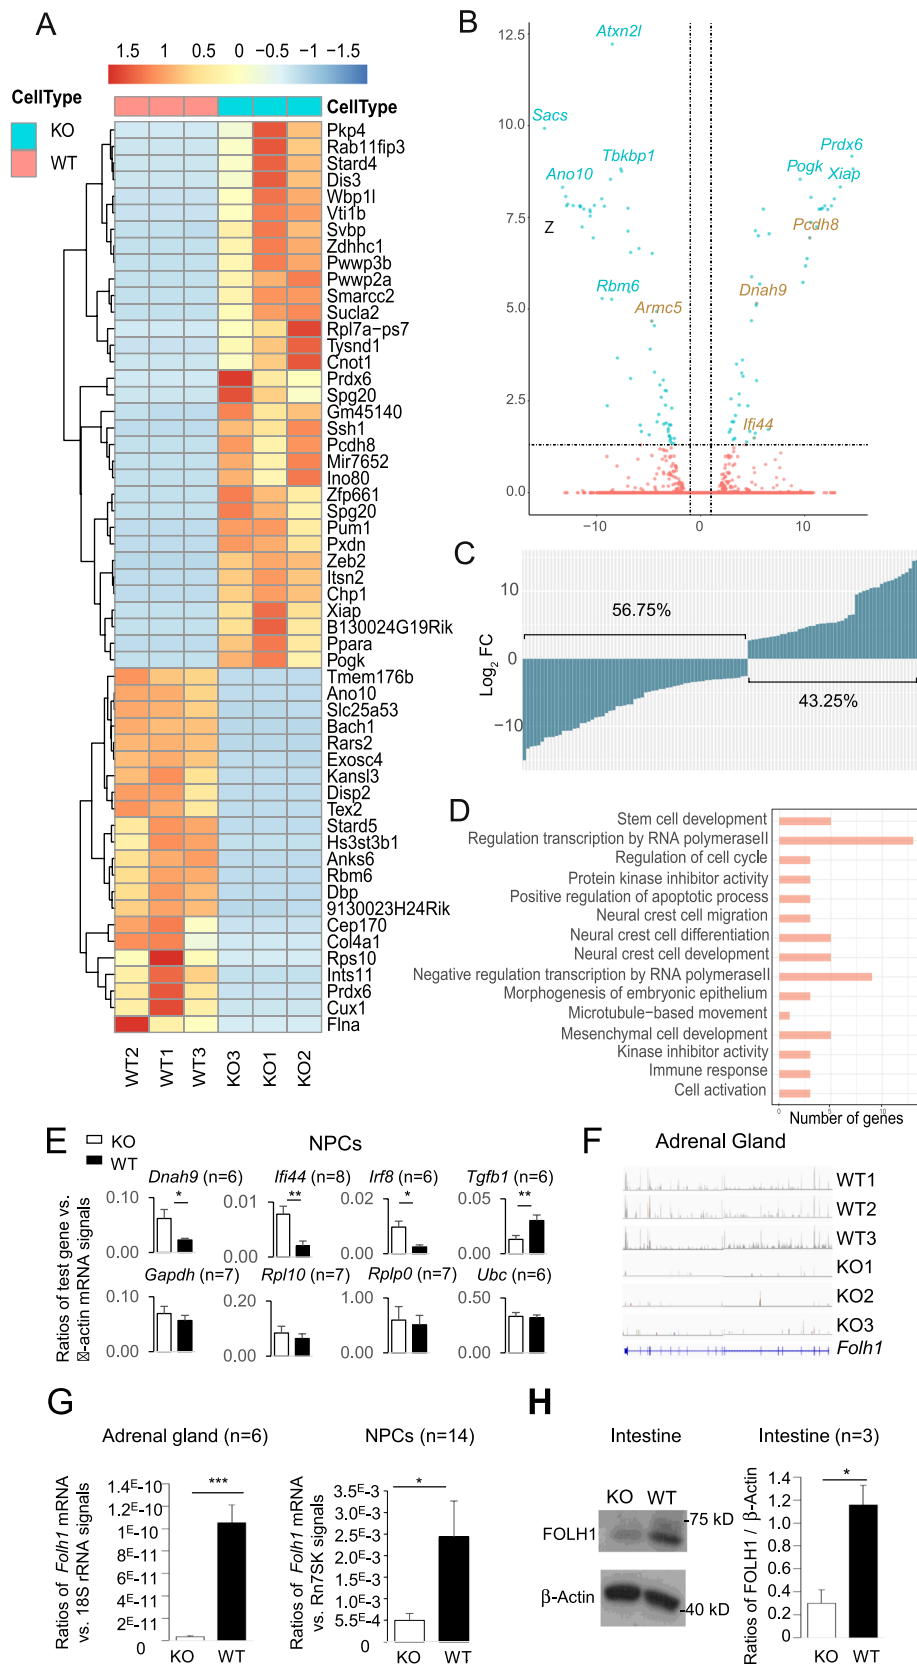 A
1.5 1 0.5 0 −0.5 −1 −1.5
CellType
KO
WT
CellType
Pkp4
Rab11fip3
Stard4
Dis3
Wbp1l
Vti1b
Svbp
Zdhhc1
Pwwp3b
Pwwp2a
Smarcc2
Sucla2
Rpl7a−ps7
Tysnd1
Cnot1
Prdx6
Spg20
Gm45140
Ssh1
Pcdh8
Mir7652
Ino80
Zfp661
Spg20
Pum1
Pxdn
Zeb2
Itsn2
Chp1
Xiap
B130024G19Rik
Ppara
Pogk
Tmem176b
Ano10
Slc25a53
Bach1
Rars2
Exosc4
Kansl3
Disp2
Tex2
Stard5
Hs3st3b1
Anks6
Rbm6
Dbp
9130023H24Rik
Cep170
Col4a1
Rps10
Ints11
Prdx6
Cux1
Flna
WT2 WT1 WT3 KO3 KO1 KO2
B
12.5
10.0
7.5
5.0
2.5
0.0
Atxn2l
Sacs
Ano10
Tbkbp1
Prdx6
Pogk
Xiap
Z
Pcdh8
Rbm6
Armc5
Dnah9
Ifi44
−10 0 10
C
Log2 FC
10
0
−10
56.75%
43.25%
D
Stem cell development
Regulation transcription by RNA polymeraseII
Regulation of cell cycle
Protein kinase inhibitor activity
Positive regulation of apoptotic process
Neural crest cell migration
Neural crest cell differentiation
Neural crest cell development
Negative regulation transcription by RNA polymeraseII
Morphogenesis of embryonic epithelium
Microtubule−based movement
Mesenchymal cell development
Kinase inhibitor activity
Immune response
Cell activation
0 5 10
Number of genes
E
KO
WT
NPCs
Ratios of test gene vs.
☒-actin mRNA signals
Dnah9 (n=6) Ifi44 (n=8) Irf8 (n=6) Tgfb1 (n=6)
0.10 0.01 0.02 0.10
* ** * **
0.00 0.00 0.00 0.00
Gapdh (n=7) Rpl10 (n=7) Rplp0 (n=7) Ubc (n=6)
0.10 0.20 1.00 0.50
0.00 0.00 0.00 0.00
F
Adrenal Gland
WT1
WT2
WT3
KO1
KO2
KO3
Folh1
G
Adrenal gland (n=6)
Ratios of Folh1 mRNA
vs. 18S rRNA signals
1.4E-10
1.2E-10
1E-10
8E-11
6E-11
4E-11
2E-11
0
***
KO WT
NPCs (n=14)
Ratios of Folh1 mRNA
vs. Rn7SK signals
3.5E-3
3.0E-3
2.5E-3
2.0E-3
1.5E-3
1.0E-3
5.5E-4
0
*
KO WT
H
Intestine
KO WT
-75 kD
FOLH1
β-Actin
-40 kD
Intestine (n=3)
Ratios of FOLH1 / β-Actin
1.4
1.2
1.0
0.8
0.6
0.4
0.2
0
*
KO WT